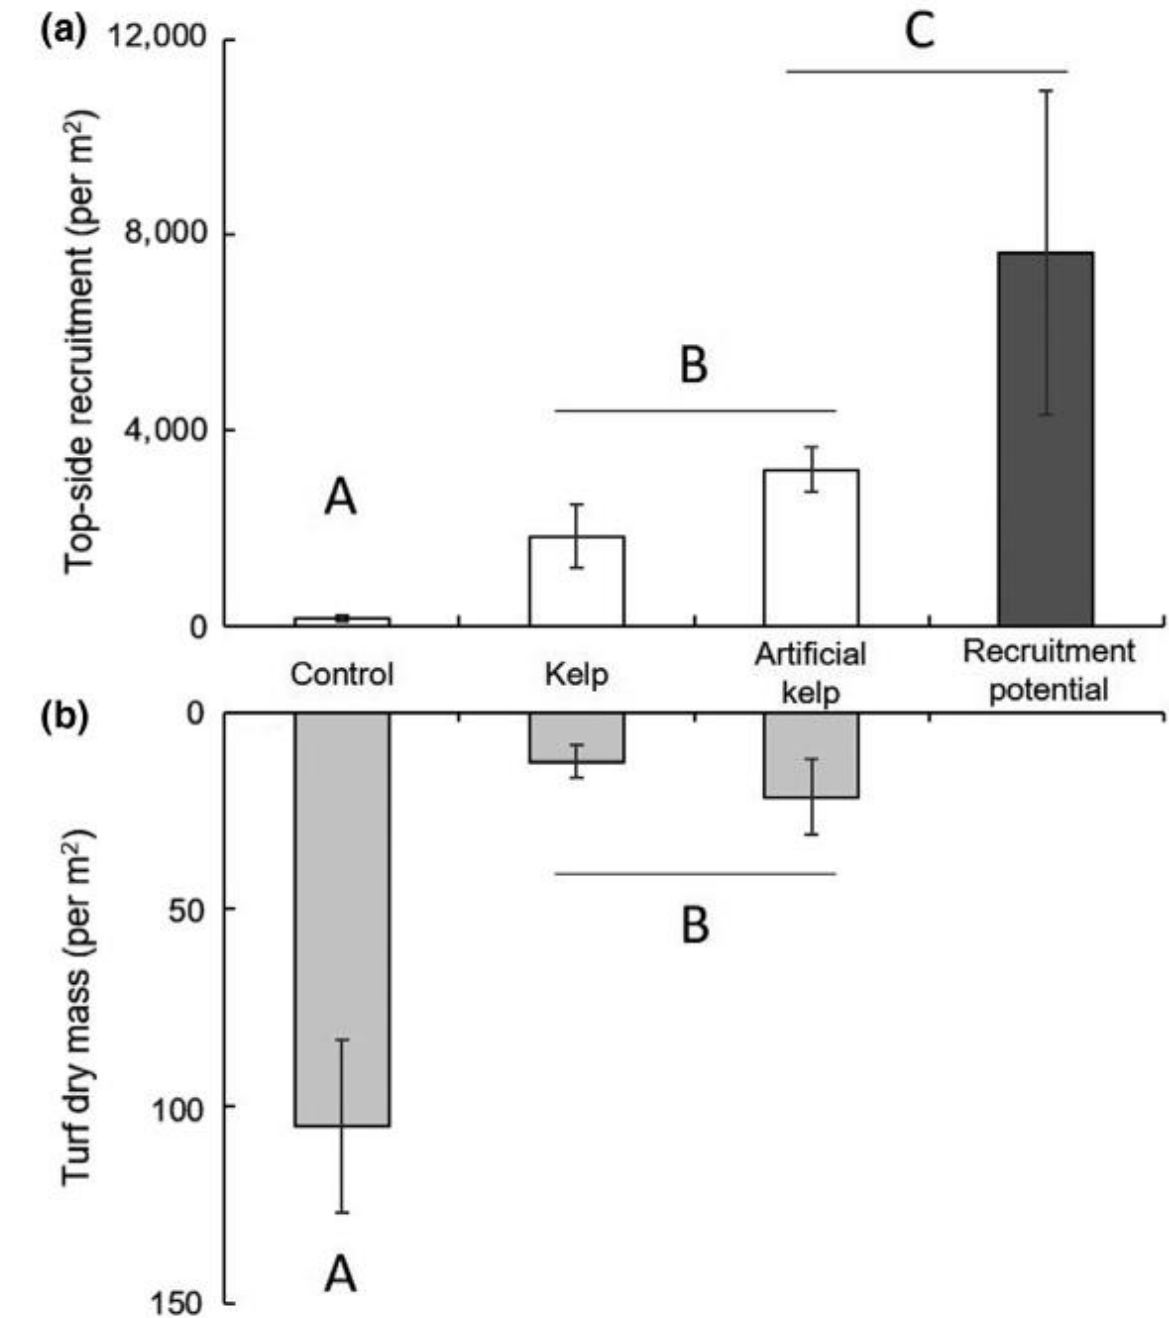 (a)
12,000
8,000
4,000
0
Top-side recruitment (per m²)
A
B
C
Control
Kelp
Artificial
kelp
Recruitment
potential
(b)
0
50
100
150
Turf dry mass (per m²)
B
A